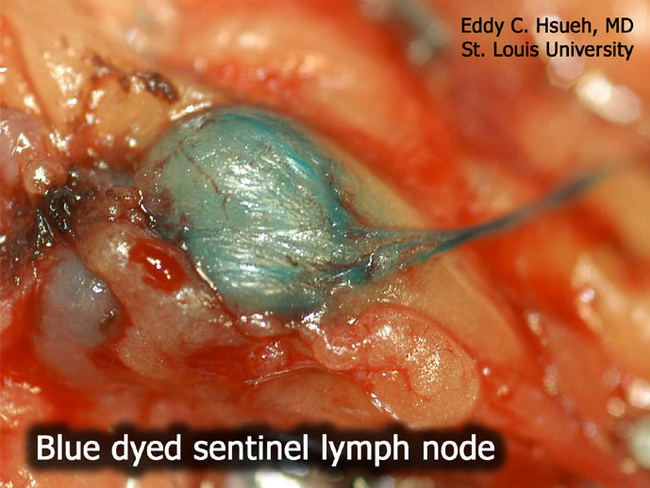 Eddy C. Hsueh, MD
St. Louis University
Blue dyed sentinel lymph node